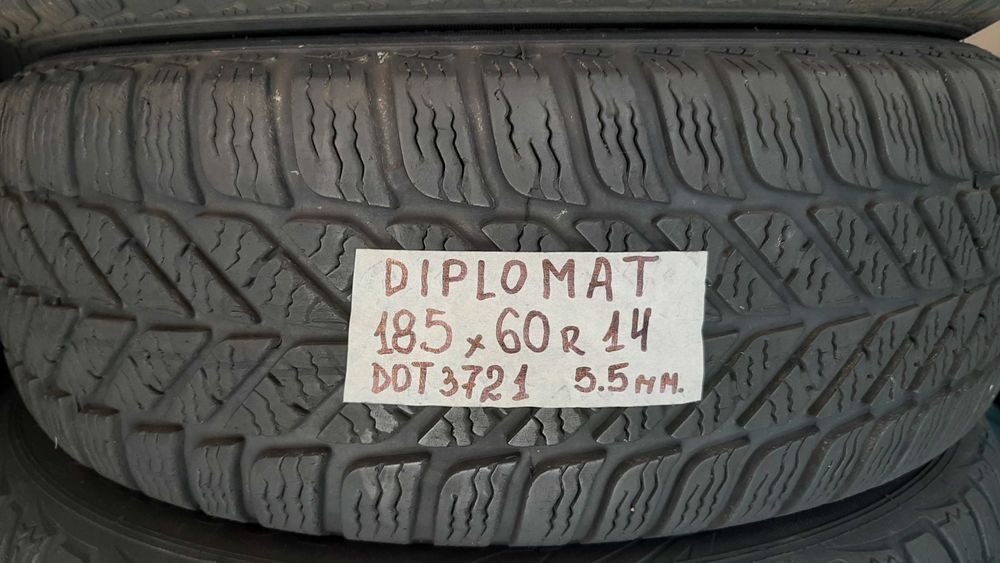 DIPLOMAT
185 x 60 R 14
DOT 3721 5.5 мм.